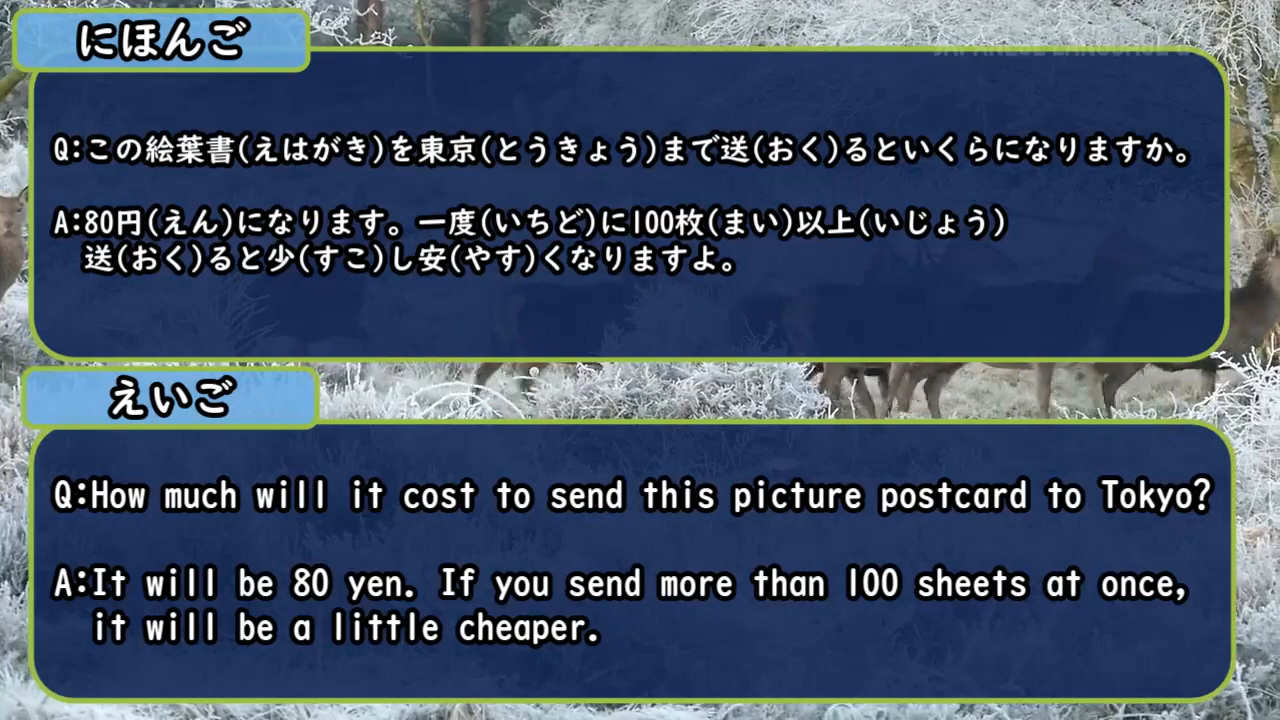 にほんご
Q:この絵葉書(えはがき)を東京(とうきょう)まで送(おく)るといくらになりますか。
A:80円(えん)になります。一度(いちど)に100枚(まい)以上(いじょう)
送(おく)ると少(すこ)し安(やす)くなりますよ。
えいご
Q:How much will it cost to send this picture postcard to Tokyo?
A:It will be 80 yen. If you send more than 100 sheets at once,
it will be a little cheaper.